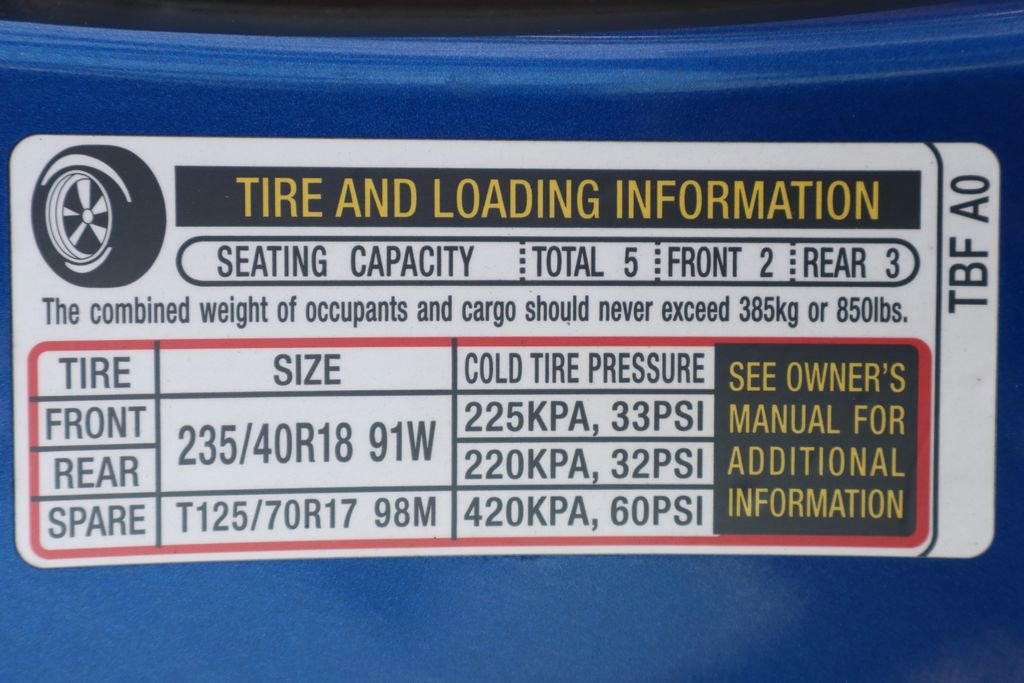 TIRE AND LOADING INFORMATION
SEATING CAPACITY TOTAL 5 FRONT 2 REAR 3
The combined weight of occupants and cargo should never exceed 385kg or 850lbs.
TIRE SIZE COLD TIRE PRESSURE
FRONT 235/40R18 91W 225KPA, 33PSI
REAR 220KPA, 32PSI
SPARE T125/70R17 98M 420KPA, 60PSI
SEE OWNER'S
MANUAL FOR
ADDITIONAL
INFORMATION
TBF A0